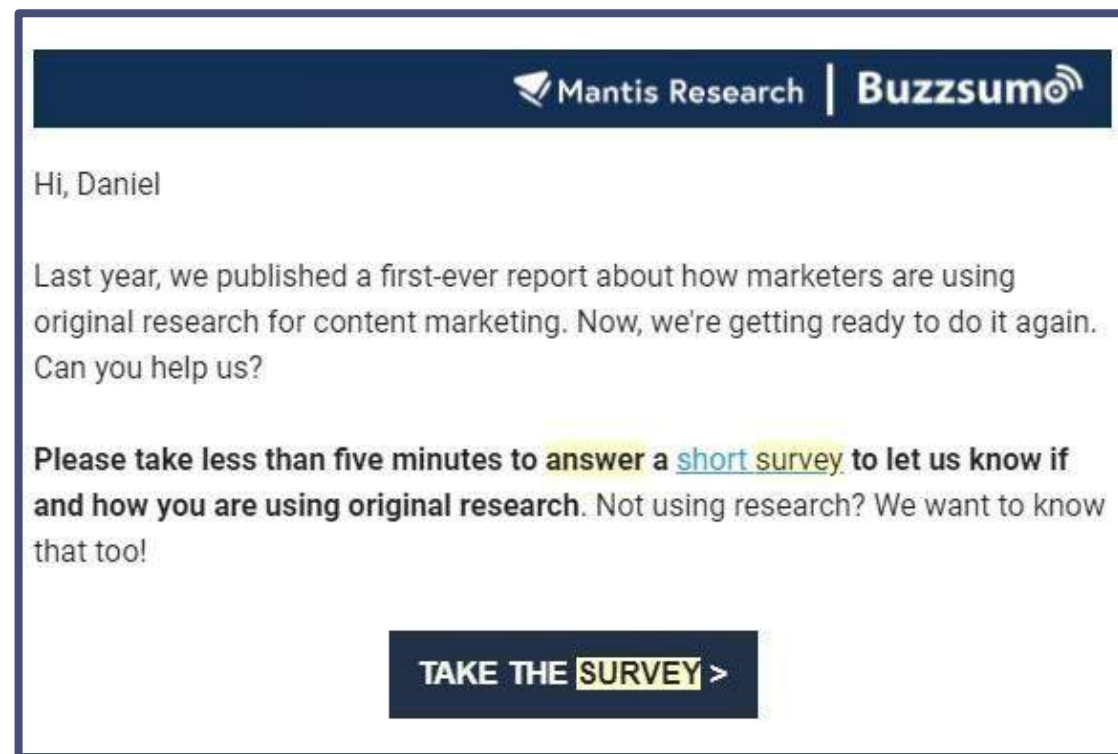 Mantis Research | Buzzsumo
Hi, Daniel
Last year, we published a first-ever report about how marketers are using
original research for content marketing. Now, we're getting ready to do it again.
Can you help us?
Please take less than five minutes to answer a short survey to let us know if
and how you are using original research. Not using research? We want to know
that too!
TAKE THE SURVEY >